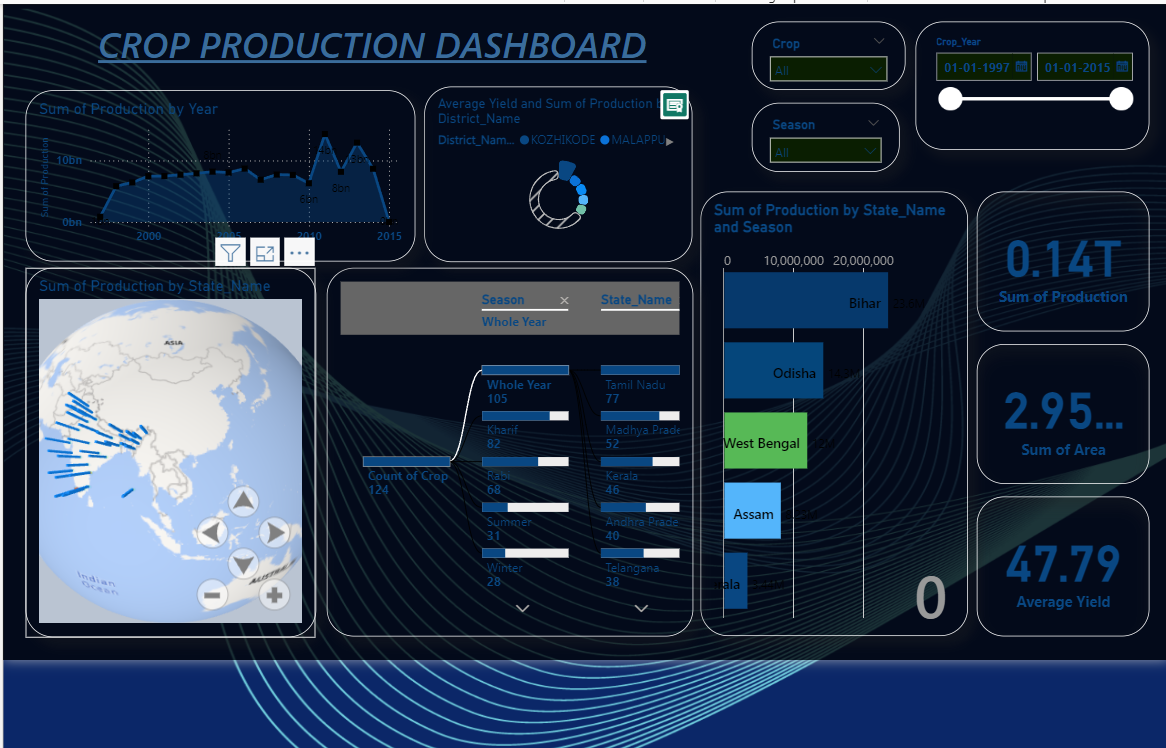 CROP PRODUCTION DASHBOARD
Crop
All
Season
All
Crop_Year
01-01-1997
01-01-2015
Sum of Production by Year
Sum of Production
10bn
0bn
6bn
8bn
2000
2005
2010
2015
Average Yield and Sum of Production
District_Name
District_Nam...
KOZHIKODE
MALAPPU
Sum of Production by State_Name
ASIA
Indian
Ocean
AUSTRALIA
Season
State_Name
Whole Year
Count of Crop
124
Whole Year
105
Kharif
82
Rabi
68
Summer
31
Winter
28
Tamil Nadu
77
Madhya Prade
52
Kerala
46
Andhra Prade
40
Telangana
38
Sum of Production by State_Name
and Season
0
10,000,000
20,000,000
Bihar
Odisha
West Bengal
Assam
ala
0
0.14T
Sum of Production
2.95...
Sum of Area
47.79
Average Yield